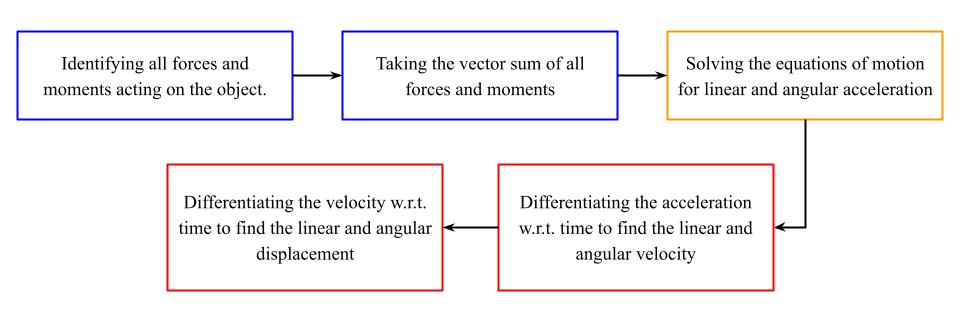 Identifying all forces and
moments acting on the object.
Taking the vector sum of all
forces and moments
Solving the equations of motion
for linear and angular acceleration
Differentiating the acceleration
w.r.t. time to find the linear and
angular velocity
Differentiating the velocity w.r.t.
time to find the linear and angular
displacement